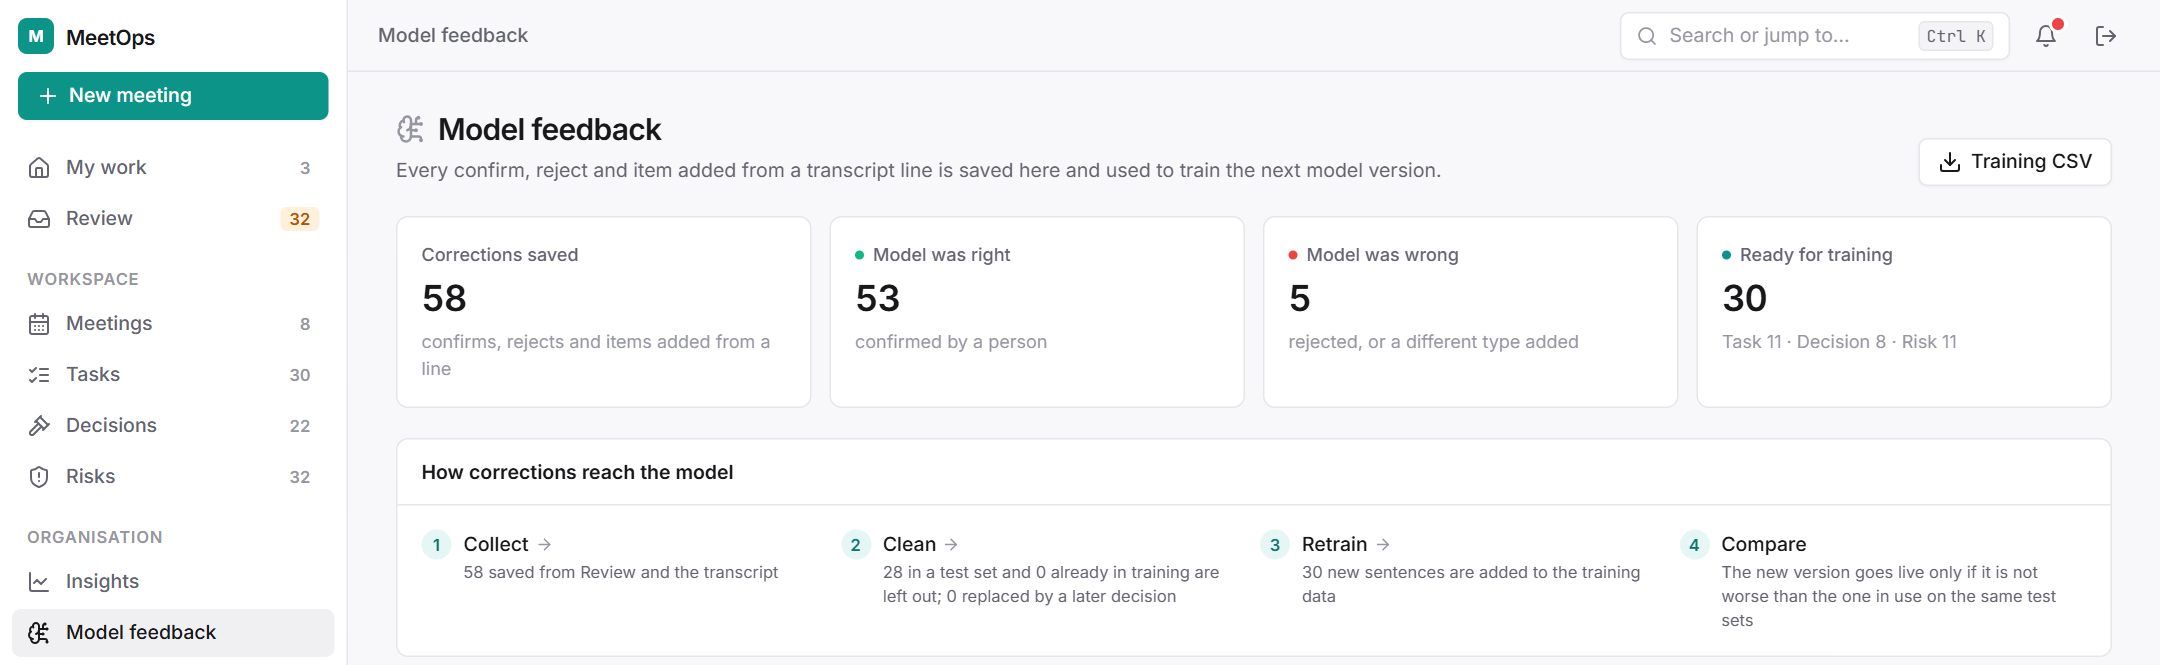 M MeetOps
New meeting
My work 3
Review 32
WORKSPACE
Meetings 8
Tasks 30
Decisions 22
Risks 32
ORGANISATION
Insights
Model feedback
Model feedback
Search or jump to... Ctrl K
Model feedback
Every confirm, reject and item added from a transcript line is saved here and used to train the next model version.
Training CSV
Corrections saved
58
confirms, rejects and items added from a
line
Model was right
53
confirmed by a person
Model was wrong
5
rejected, or a different type added
Ready for training
30
Task 11 · Decision 8 · Risk 11
How corrections reach the model
1 Collect →
58 saved from Review and the transcript
2 Clean →
28 in a test set and 0 already in training are
left out; 0 replaced by a later decision
3 Retrain →
30 new sentences are added to the training
data
4 Compare
The new version goes live only if it is not
worse than the one in use on the same test
sets